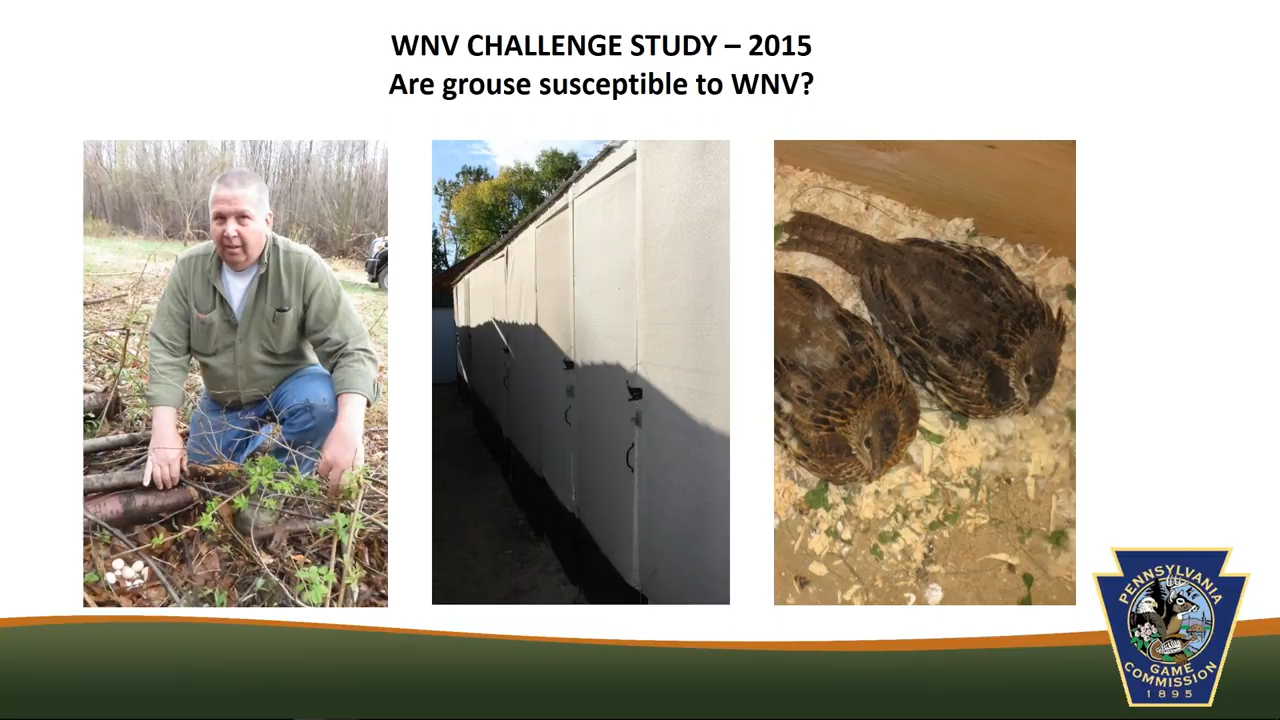 WNV CHALLENGE STUDY – 2015
Are grouse susceptible to WNV?
PENNSYLVANIA
GAME
COMMISSION
1895